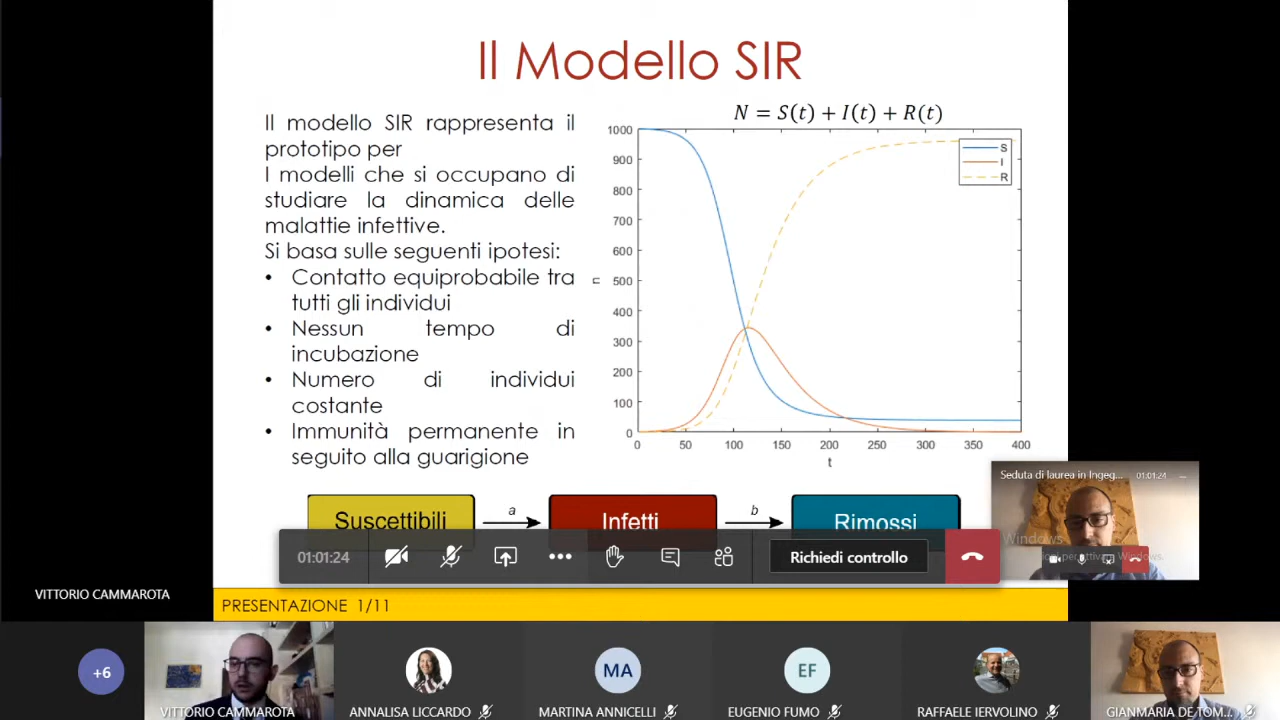 Il Modello SIR
Il modello SIR rappresenta il
prototipo per
I modelli che si occupano di
studiare la dinamica delle
malattie infettive.
Si basa sulle seguenti ipotesi:
• Contatto equiprobabile tra
tutti gli individui
• Nessun tempo di
incubazione
• Numero di individui
costante
• Immunità permanente in
seguito alla guarigione
N = S(t) + I(t) + R(t)
1000
900
800
700
600
500
400
300
200
100
0
n
0 50 100 150 200 250 300 350 400
t
S
I
R
Suscettibili
a
Infetti
b
Rimossi
Seduta di laurea in Ingeg... 01:01:24
Windows
per attivare Windows.
01:01:24
Richiedi controllo
VITTORIO CAMMAROTA
PRESENTAZIONE 1/11
+6
VITTORIO CAMMAROTA
ANNALISA LICCARDO
MA
MARTINA ANNICELLI
EF
EUGENIO FUMO
RAFFAELE IERVOLINO
GIANMARIA DE TOM...